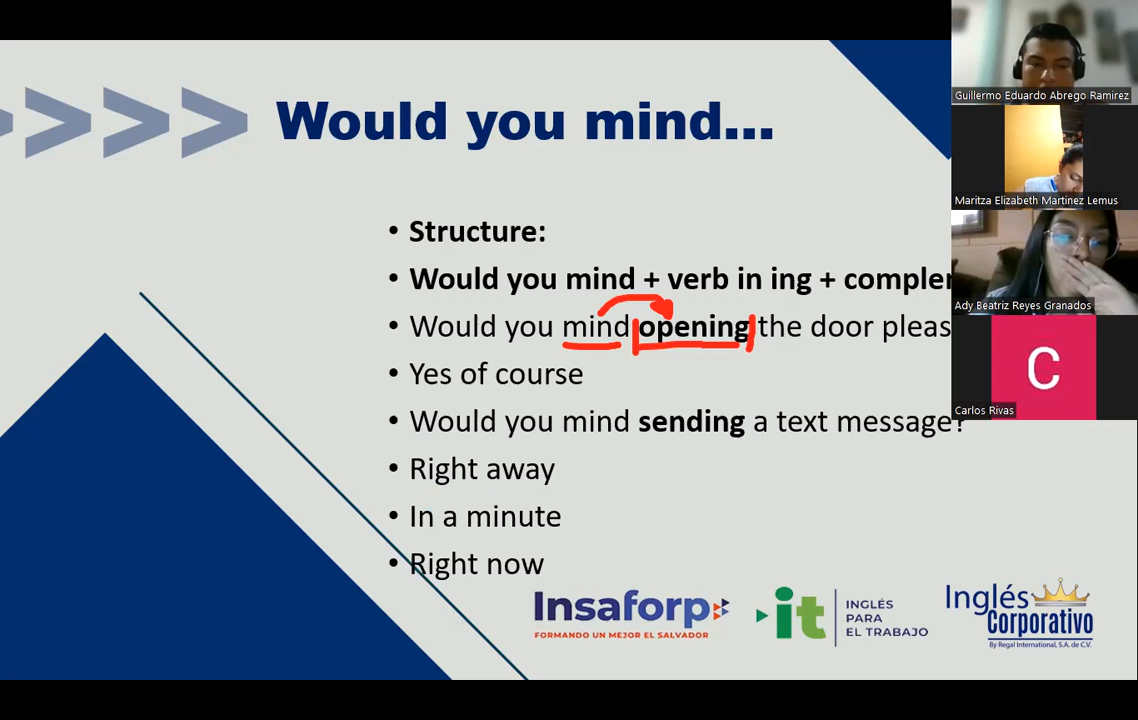 Would you mind...
• Structure:
• Would you mind + verb in ing + complen
• Would you mind opening the door pleas
• Yes of course
• Would you mind sending a text message?
• Right away
• In a minute
• Right now
Insaforp
FORMANDO UN MEJOR EL SALVADOR
it
INGLÉS
PARA
EL TRABAJO
Inglés
Corporativo
By Regal International, S.A. de C.V.
Guillermo Eduardo Abrego Ramirez
Maritza Elizabeth Martinez Lemus
Ady Beatriz Reyes Granados
C
Carlos Rivas